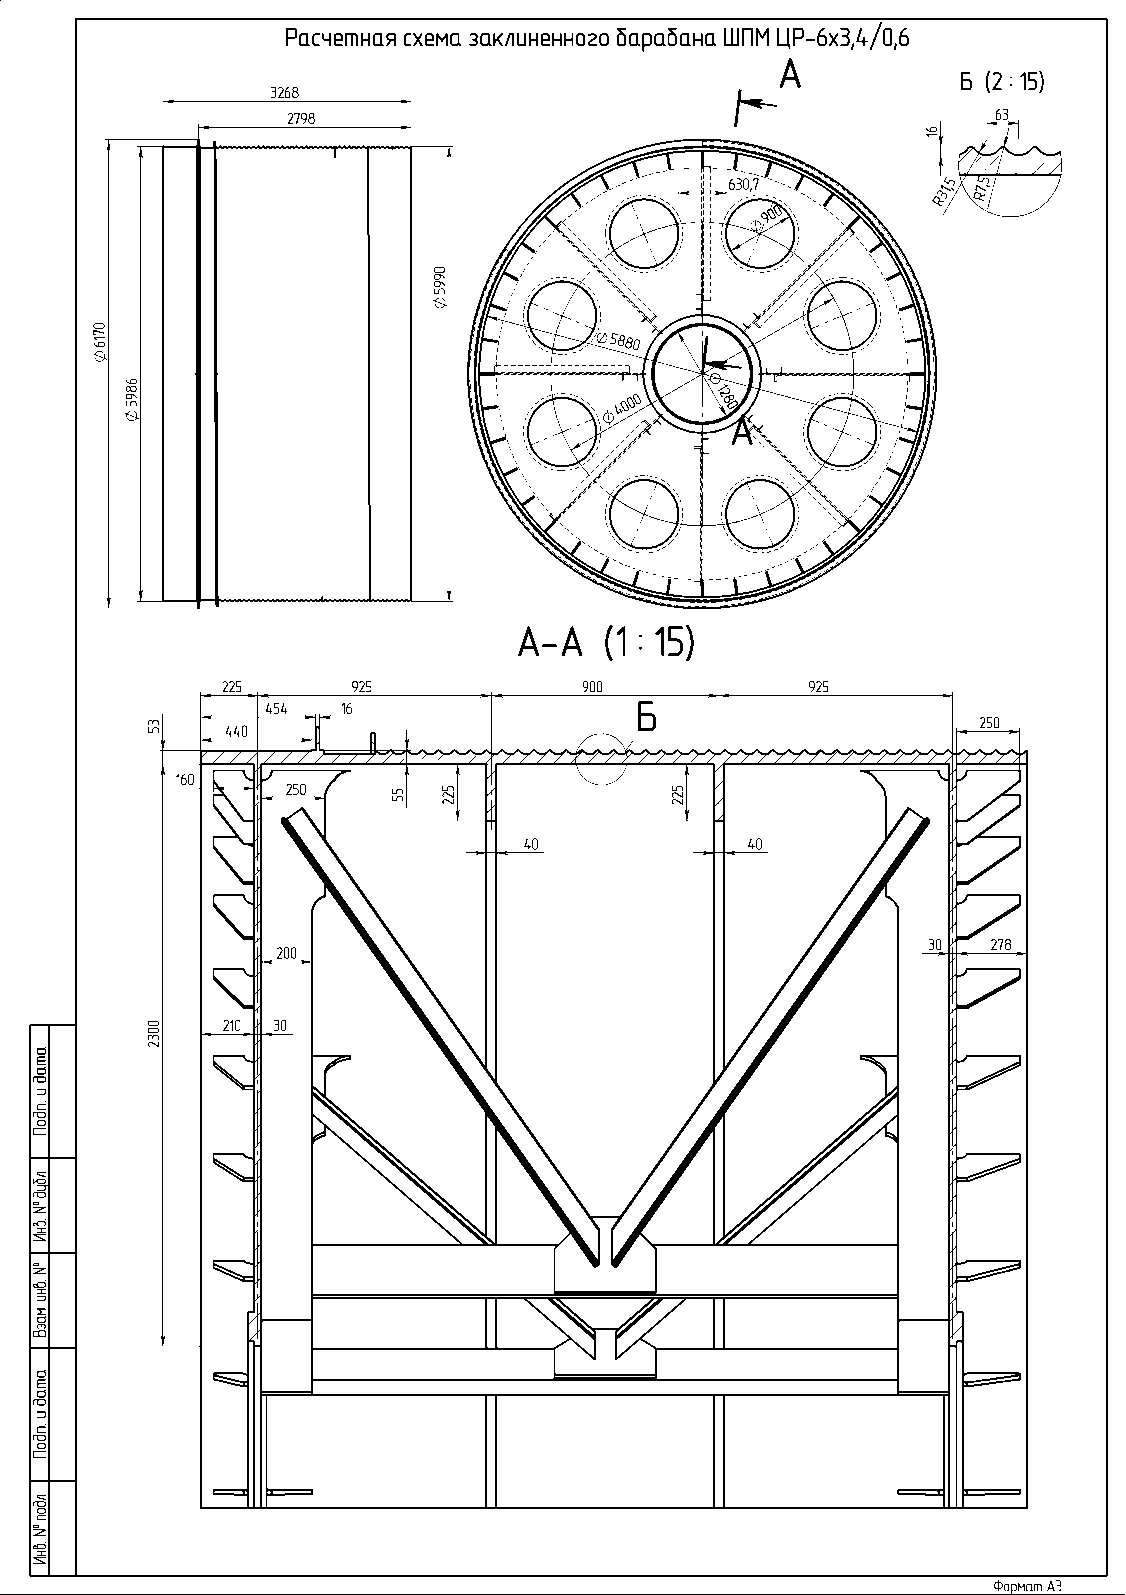 Расчетная схема заклиненного барабана ШПМ ЦР-6х3,4/0,6
3268
2798
∅6170
∅5986
∅5990
А
630,7
∅900
∅5880
∅4000
∅1280
А
Б (2:15)
16
63
R31,5
R7,5
А-А (1:15)
225
925
900
925
454
16
440
53
Б
250
160
250
55
225
225
40
40
200
30
278
210
30
2300
Подп. и дата
Инв. № дубл
Взам инв. №
Подп. и дата
Инв. № подл
Формат А3